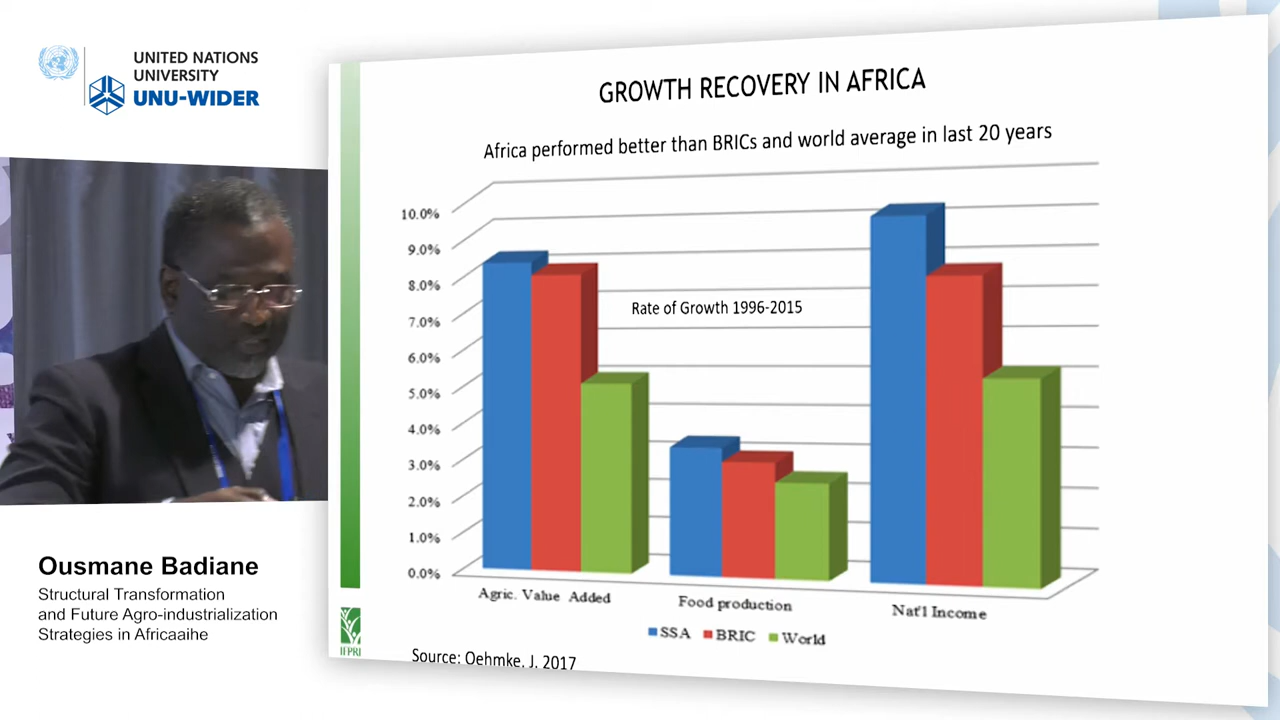 UNITED NATIONS
UNIVERSITY
UNU-WIDER
Ousmane Badiane
Structural Transformation
and Future Agro-industrialization
Strategies in Africaaihe
GROWTH RECOVERY IN AFRICA
Africa performed better than BRICs and world average in last 20 years
10.0%
9.0%
8.0%
7.0%
6.0%
5.0%
4.0%
3.0%
2.0%
1.0%
0.0%
Rate of Growth 1996-2015
Agric. Value Added
Food production
Nat'l Income
SSA
BRIC
World
IFPRI
Source: Oehmke, J. 2017